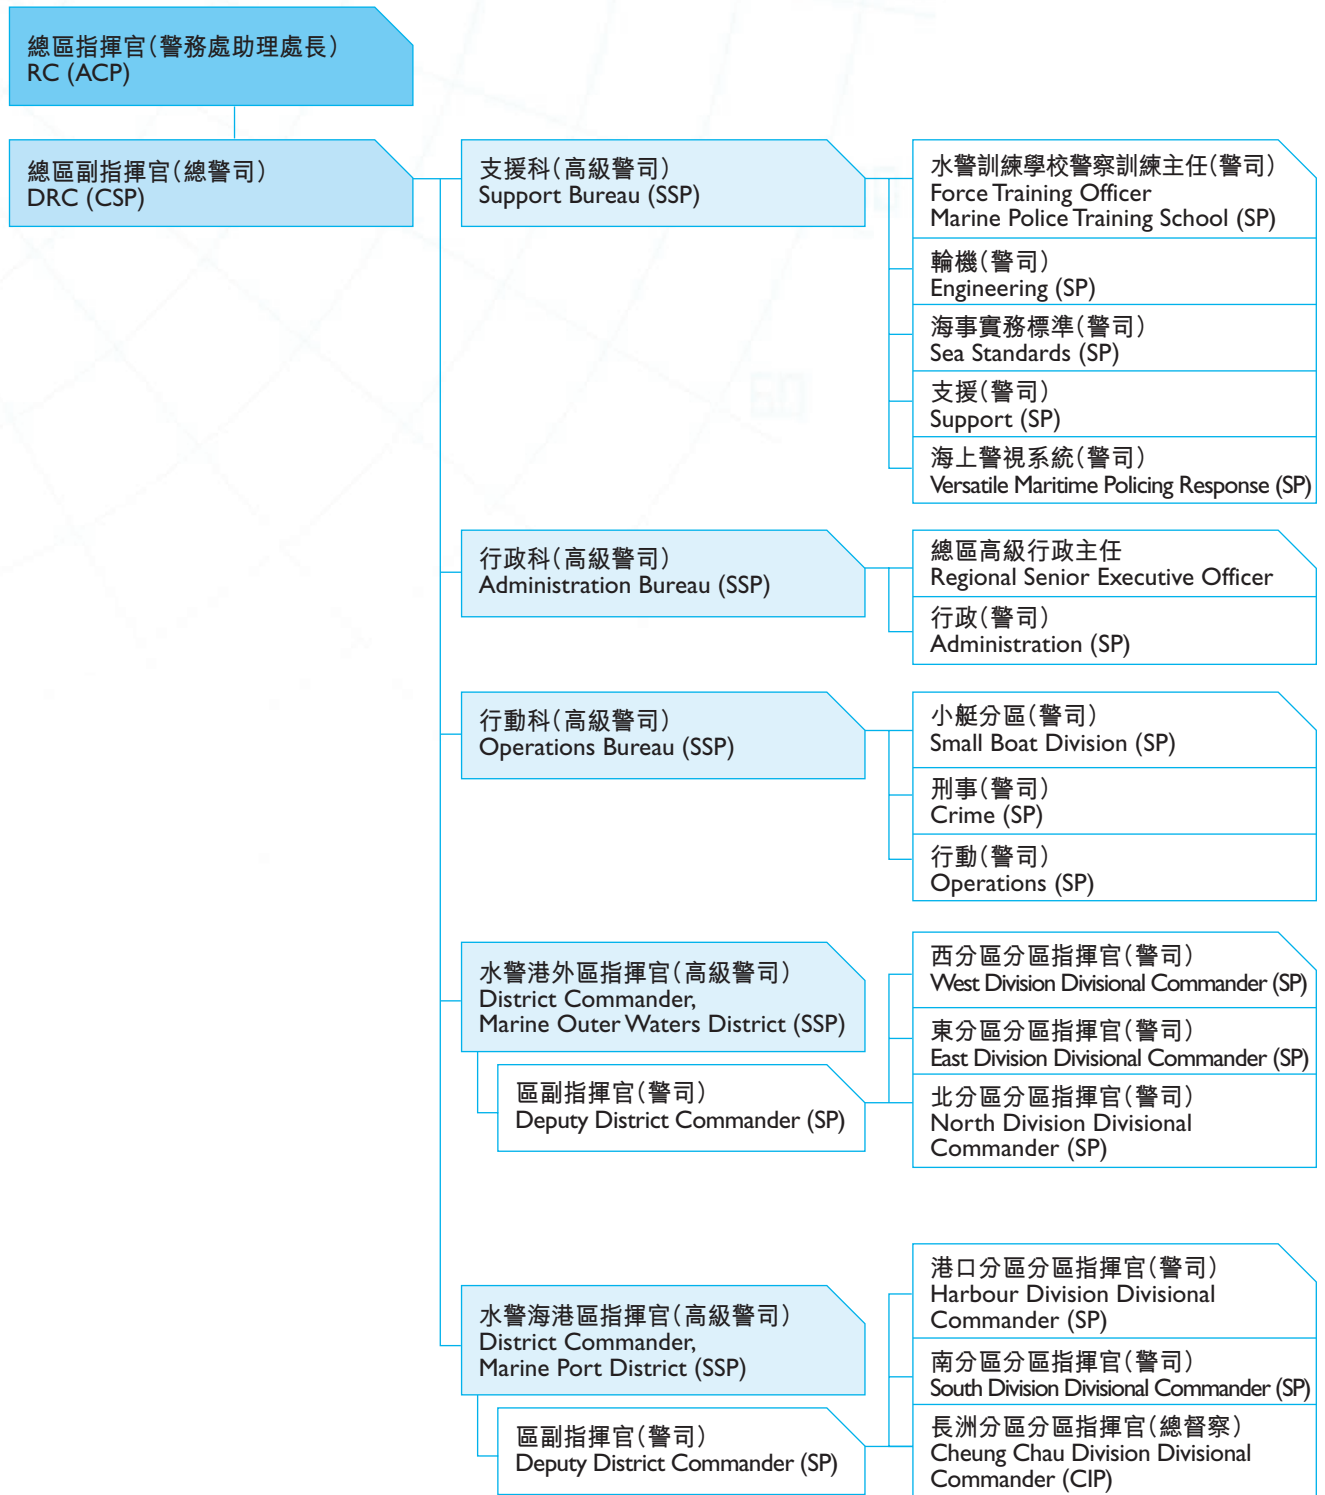 總區指揮官(警務處助理處長)
RC (ACP)
總區副指揮官(總警司)
DRC (CSP)
支援科(高級警司)
Support Bureau (SSP)
水警訓練學校警察訓練主任(警司)
Force Training Officer
Marine Police Training School (SP)
輪機(警司)
Engineering (SP)
海事實務標準(警司)
Sea Standards (SP)
支援(警司)
Support (SP)
海上警視系統(警司)
Versatile Maritime Policing Response (SP)
行政科(高級警司)
Administration Bureau (SSP)
總區高級行政主任
Regional Senior Executive Officer
行政(警司)
Administration (SP)
行動科(高級警司)
Operations Bureau (SSP)
小艇分區(警司)
Small Boat Division (SP)
刑事(警司)
Crime (SP)
行動(警司)
Operations (SP)
水警港外區指揮官(高級警司)
District Commander,
Marine Outer Waters District (SSP)
區副指揮官(警司)
Deputy District Commander (SP)
西分區分區指揮官(警司)
West Division Divisional Commander (SP)
東分區分區指揮官(警司)
East Division Divisional Commander (SP)
北分區分區指揮官(警司)
North Division Divisional
Commander (SP)
水警海港區指揮官(高級警司)
District Commander,
Marine Port District (SSP)
區副指揮官(警司)
Deputy District Commander (SP)
港口分區分區指揮官(警司)
Harbour Division Divisional
Commander (SP)
南分區分區指揮官(警司)
South Division Divisional Commander (SP)
長洲分區分區指揮官(總督察)
Cheung Chau Division Divisional
Commander (CIP)